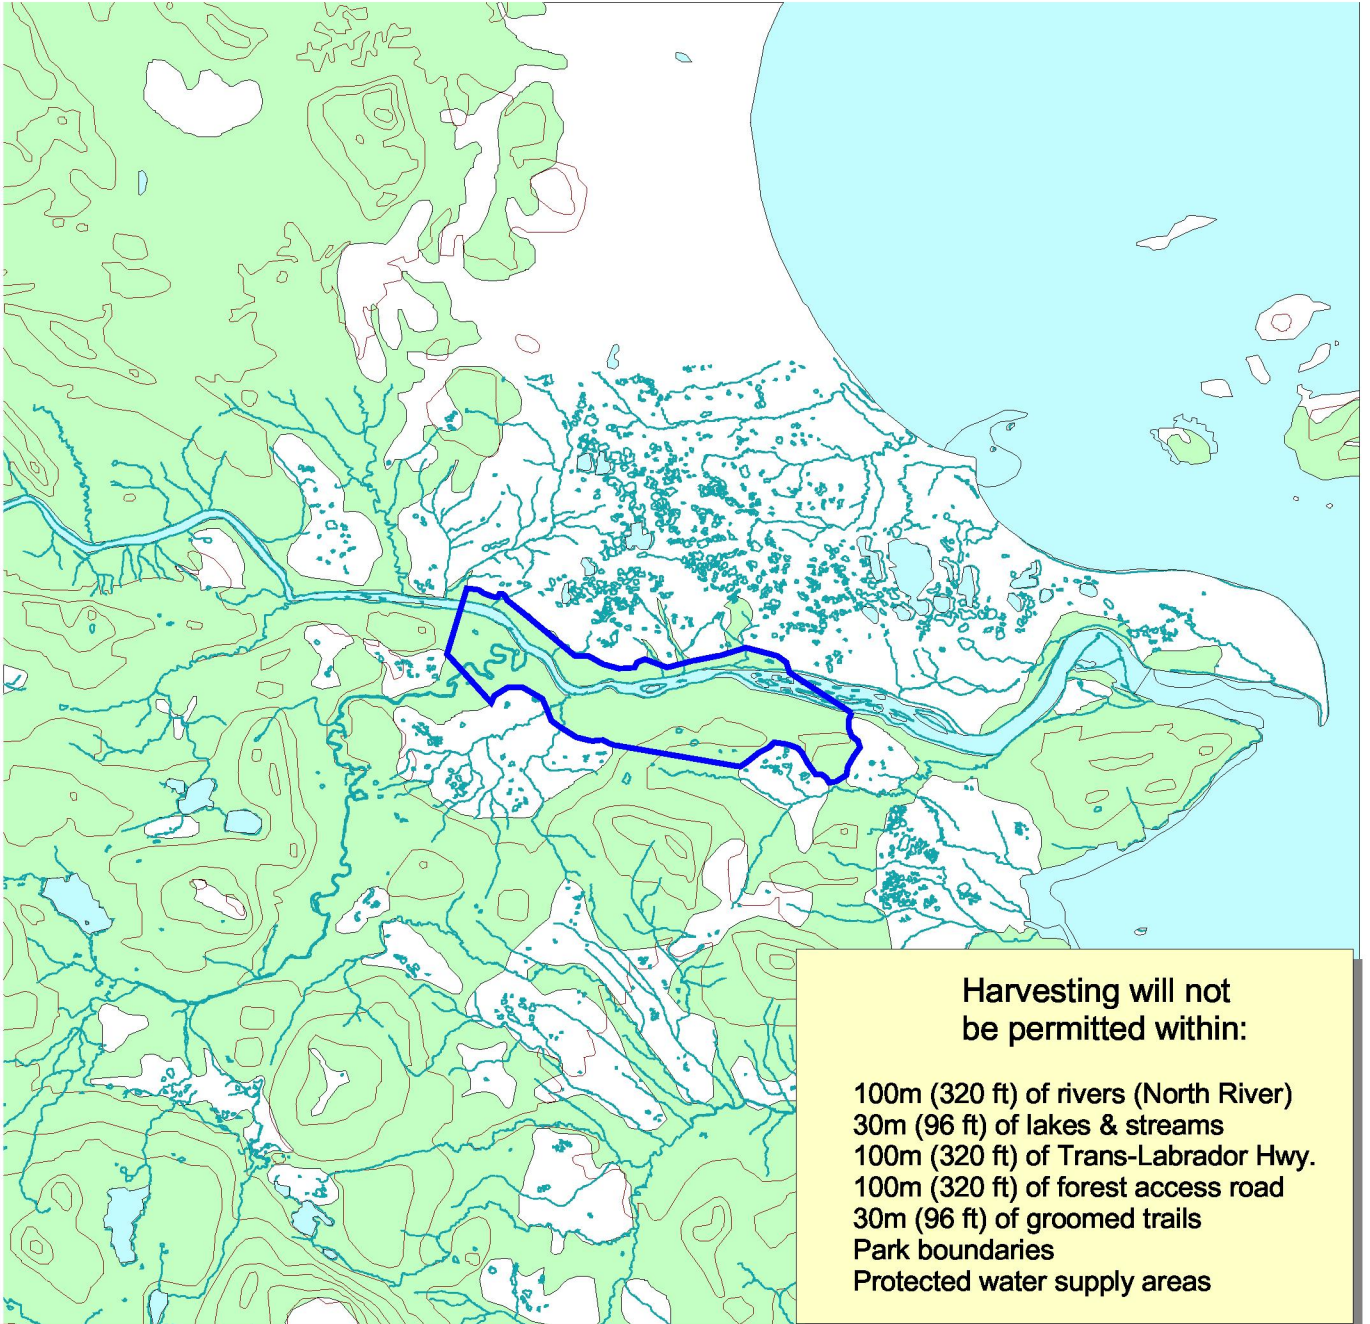 Harvesting will not
be permitted within:
100m (320 ft) of rivers (North River)
30m (96 ft) of lakes & streams
100m (320 ft) of Trans-Labrador Hwy.
100m (320 ft) of forest access road
30m (96 ft) of groomed trails
Park boundaries
Protected water supply areas